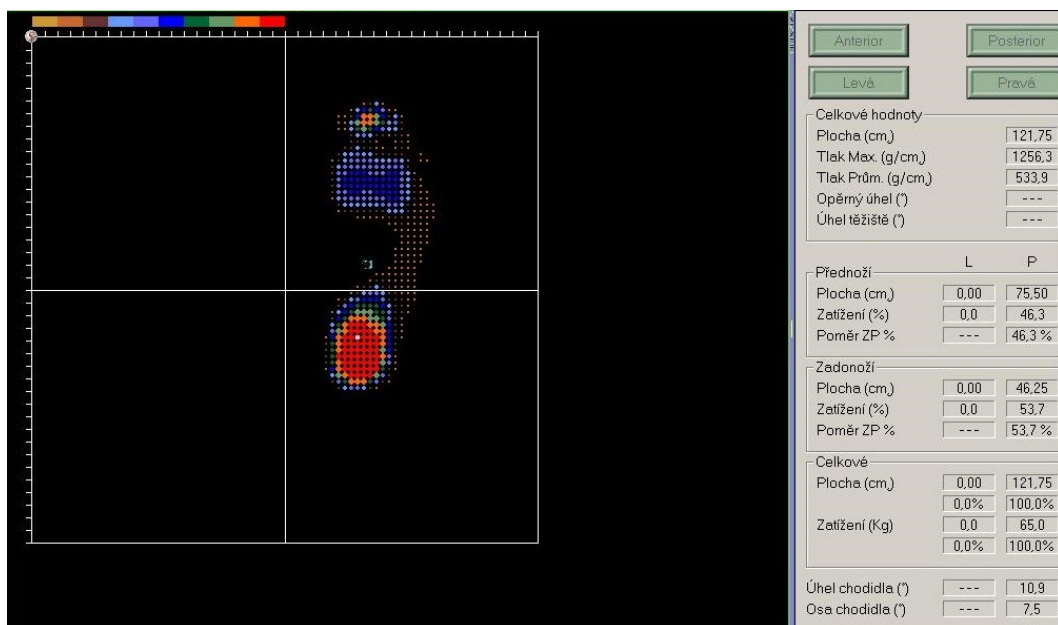 Anterior Posterior
Levá Pravá
Celkové hodnoty
Plocha (cm,) 121,75
Tlak Max. (g/cm,) 1256,3
Tlak Prům. (g/cm,) 533,9
Opěrný úhel (°) ---
Úhel těžiště (°) ---
L P
Přednoží
Plocha (cm,) 0,00 75,50
Zatížení (%) 0,0 46,3
Poměr ZP % --- 46,3 %
Zadonoží
Plocha (cm,) 0,00 46,25
Zatížení (%) 0,0 53,7
Poměr ZP % --- 53,7 %
Celkové
Plocha (cm,) 0,00 121,75
0,0% 100,0%
Zatížení (Kg) 0,0 65,0
0,0% 100,0%
Úhel chodidla (°) --- 10,9
Osa chodidla (°) --- 7,5